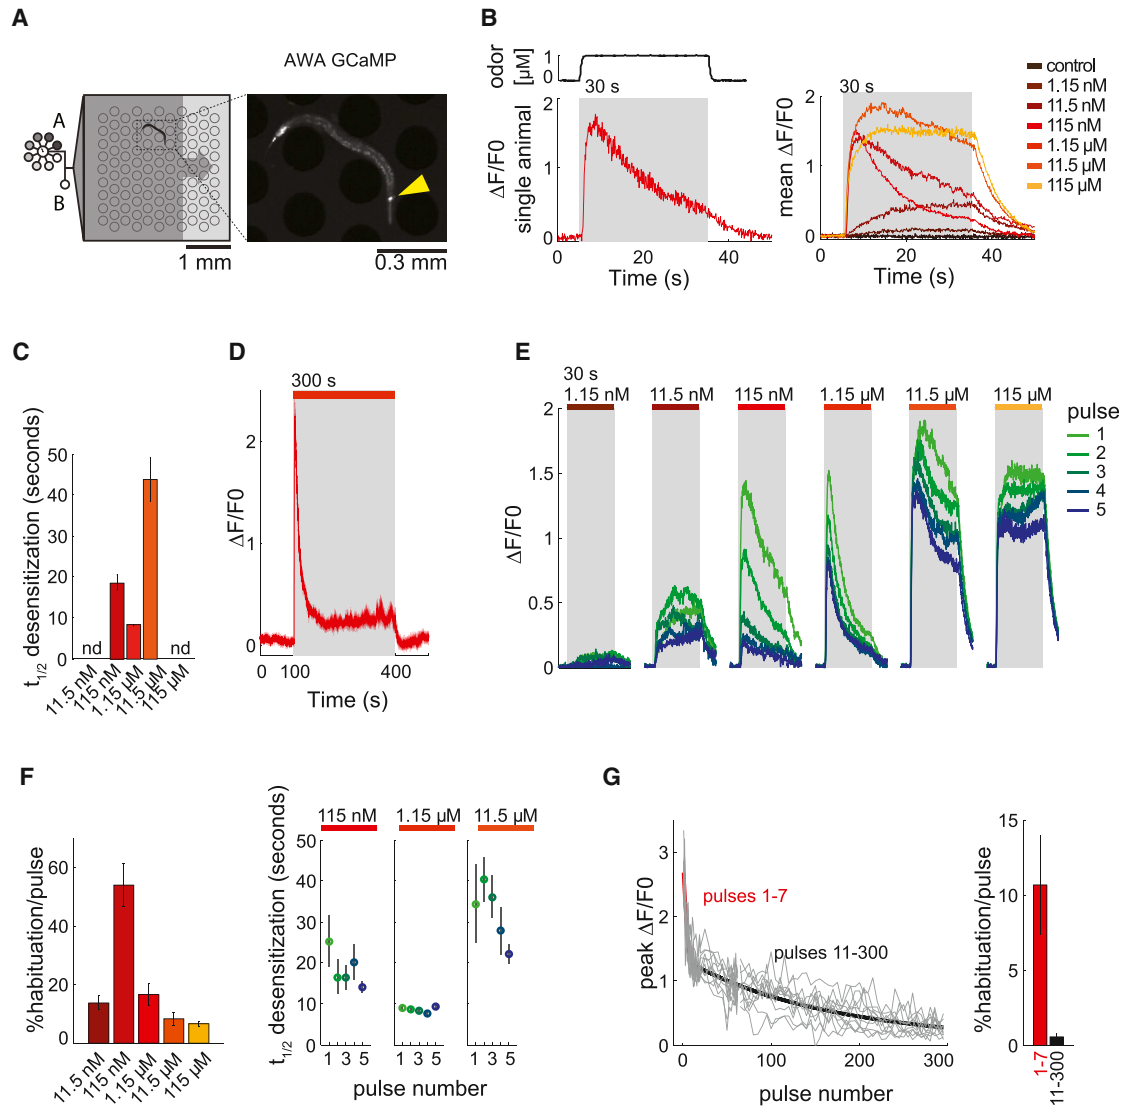 A
AWA GCaMP
A
B
1 mm
0.3 mm
B
odor
[µM]
1
0
30 s
ΔF/F0
single animal
2
1
0
0
20
40
Time (s)
30 s
mean ΔF/F0
2
1
0
0
20
40
Time (s)
control
1.15 nM
11.5 nM
115 nM
1.15 µM
11.5 µM
115 µM
C
t1/2 desensitization (seconds)
50
40
30
20
10
0
nd
nd
11.5 nM
115 nM
1.15 µM
11.5 µM
115 µM
D
300 s
ΔF/F0
2
1
0
0
100
400
Time (s)
E
30 s
1.15 nM
11.5 nM
115 nM
1.15 µM
11.5 µM
115 µM
ΔF/F0
2
1.5
1
0.5
0
pulse
1
2
3
4
5
F
%habituation/pulse
60
40
20
0
11.5 nM
115 nM
1.15 µM
11.5 µM
115 µM
t1/2 desensitization (seconds)
115 nM
1.15 µM
11.5 µM
50
40
30
20
10
0
1 3 5
1 3 5
1 3 5
pulse number
G
peak ΔF/F0
3
2
1
0
pulses 1-7
pulses 11-300
0
100
200
300
pulse number
%habituation/pulse
15
10
5
0
1-7
11-300